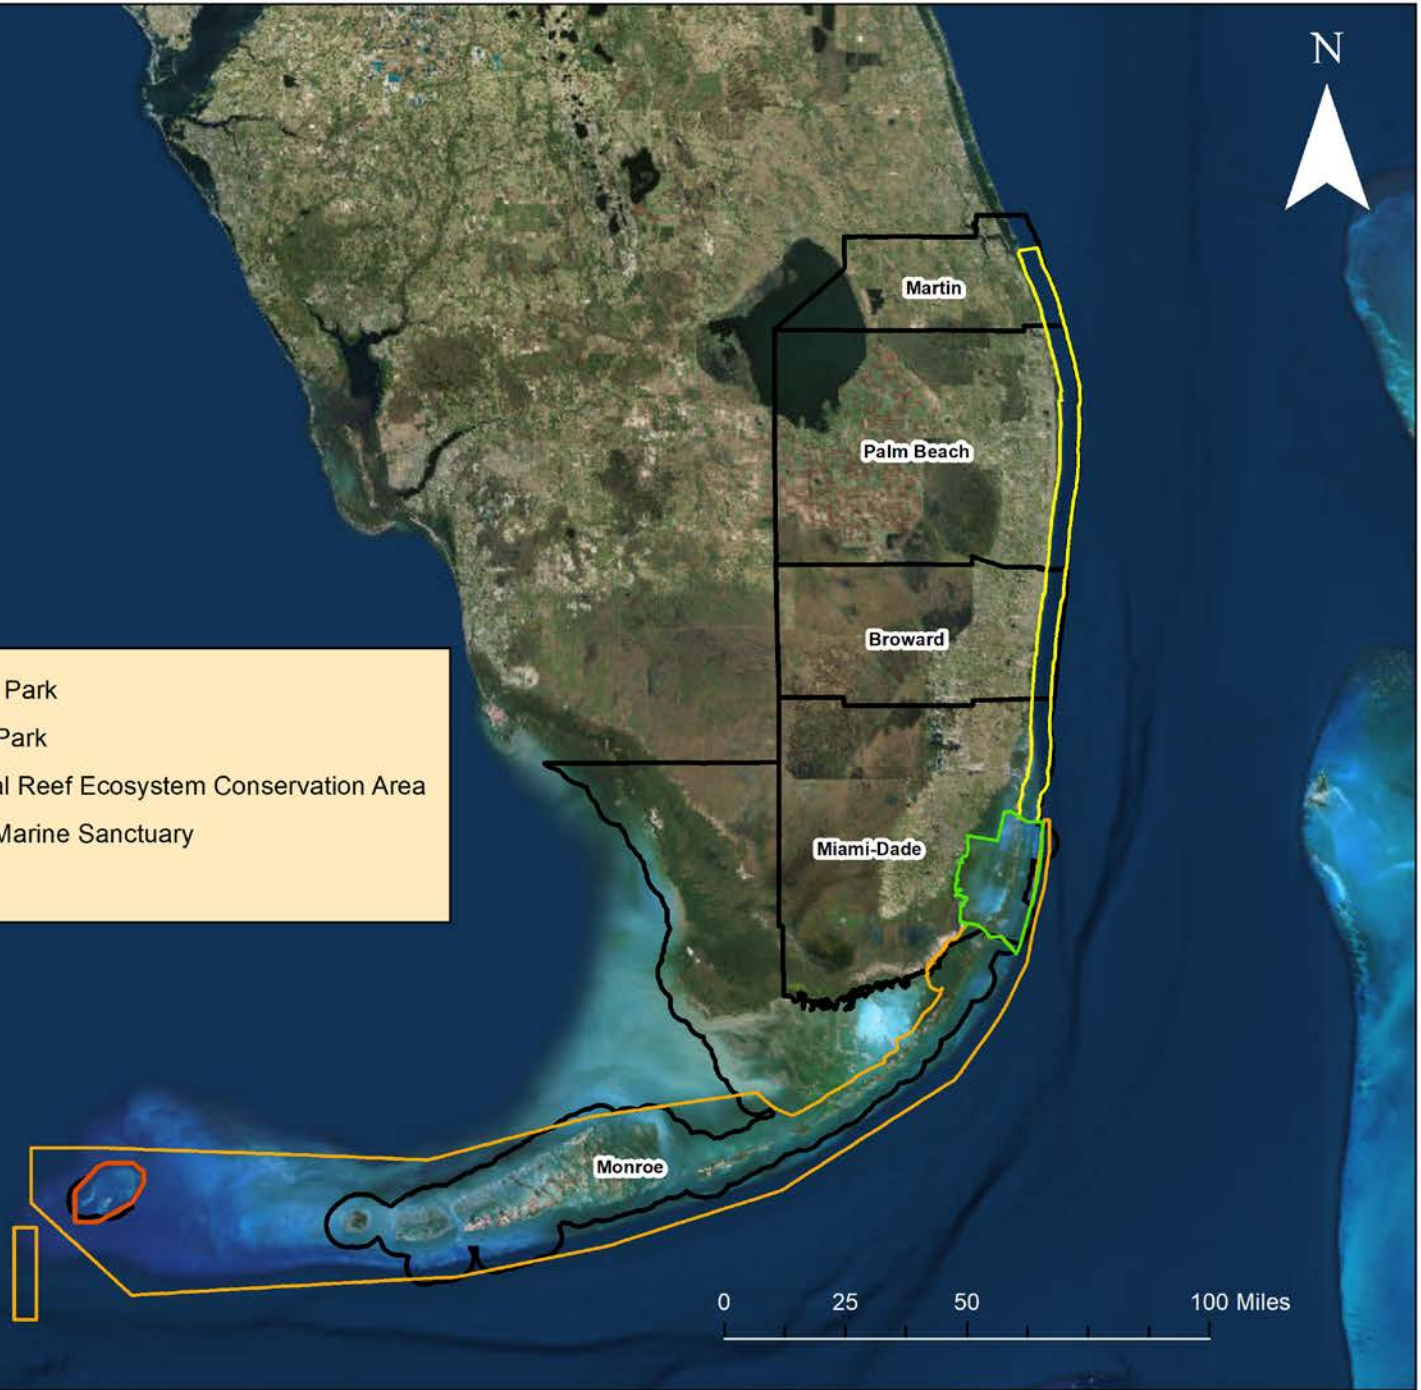 N
Martin
Palm Beach
Broward
Park
Park
l Reef Ecosystem Conservation Area
Marine Sanctuary
Miami-Dade
Monroe
0 25 50 100 Miles